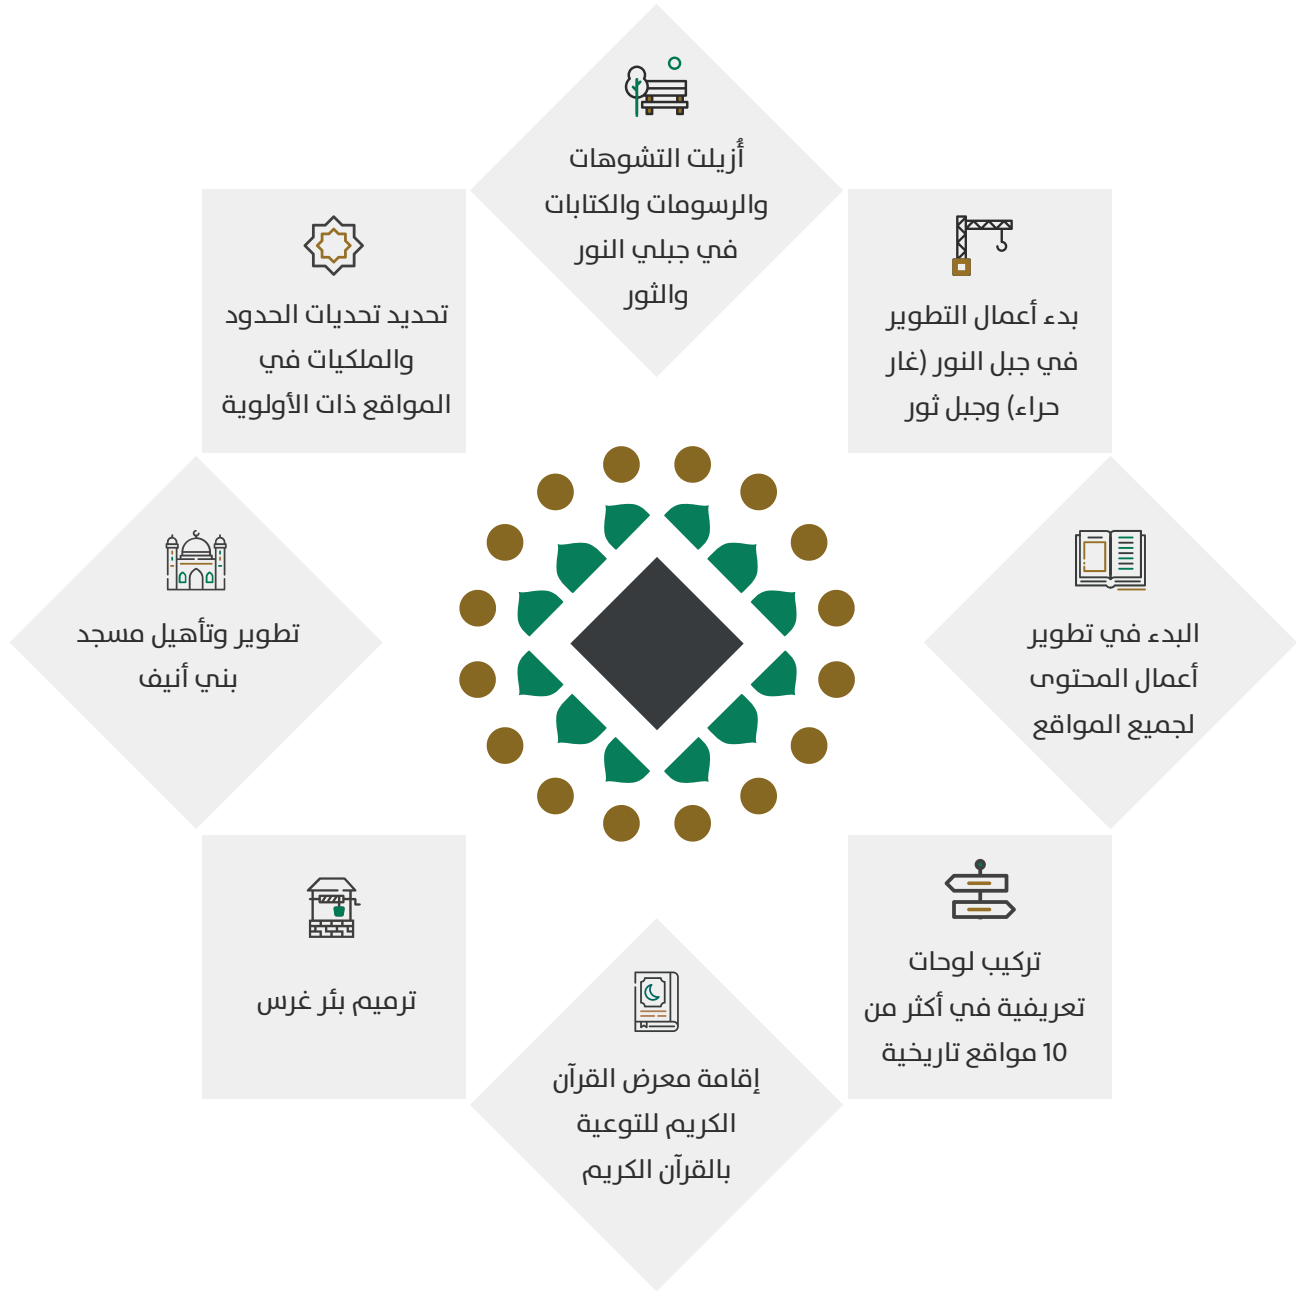 أُزيلت التشوهات
والرسومات والكتابات
في جبلي النور
والثور
بدء أعمال التطوير
في جبل النور (غار
حراء) وجبل ثور
تحديد تحديات الحدود
والملكيات في
المواقع ذات الأولوية
البدء في تطوير
أعمال المحتوى
لجميع المواقع
تطوير وتأهيل مسجد
بني أنيف
تركيب لوحات
تعريفية في أكثر من
10 مواقع تاريخية
ترميم بئر غرس
إقامة معرض القرآن
الكريم للتوعية
بالقرآن الكريم